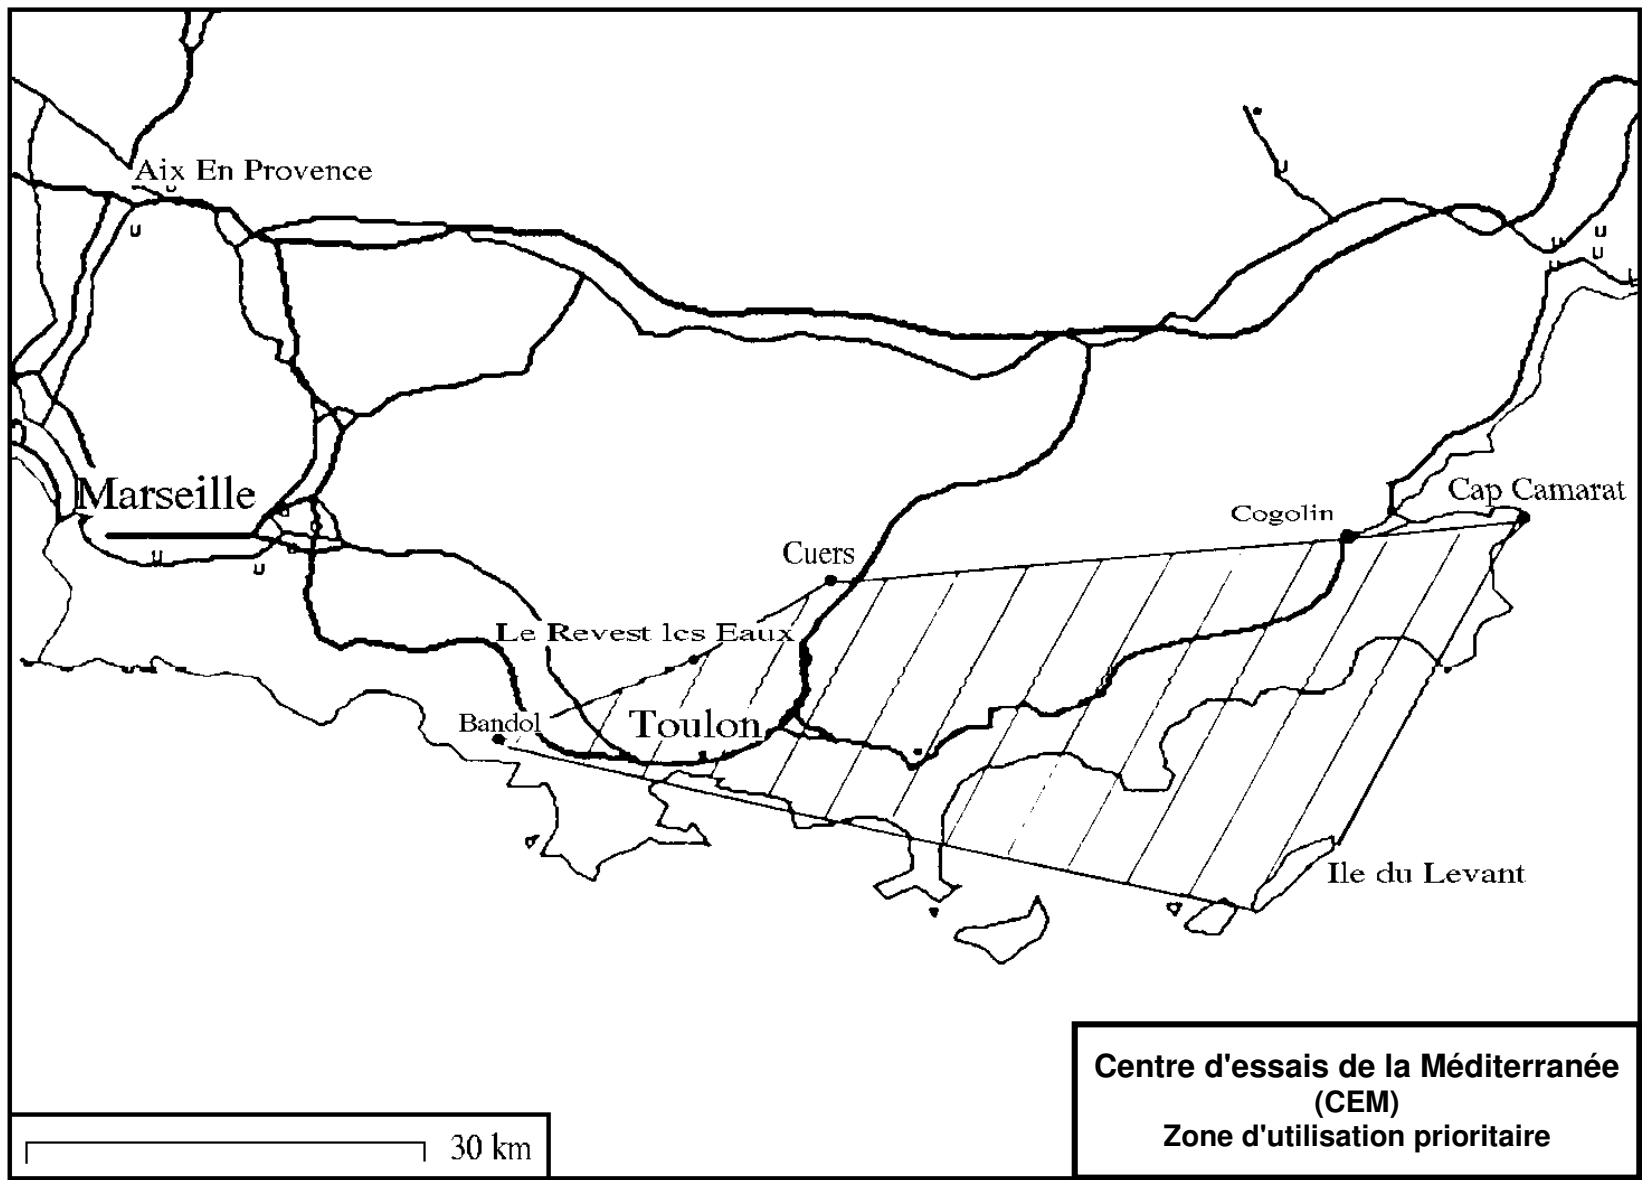 Aix En Provence
Marseille
Cap Camarat
Cogolin
Cuers
Le Revest les Eaux
Bandol
Toulon
Ile du Levant
Centre d'essais de la Méditerranée
(CEM)
Zone d'utilisation prioritaire
30 km